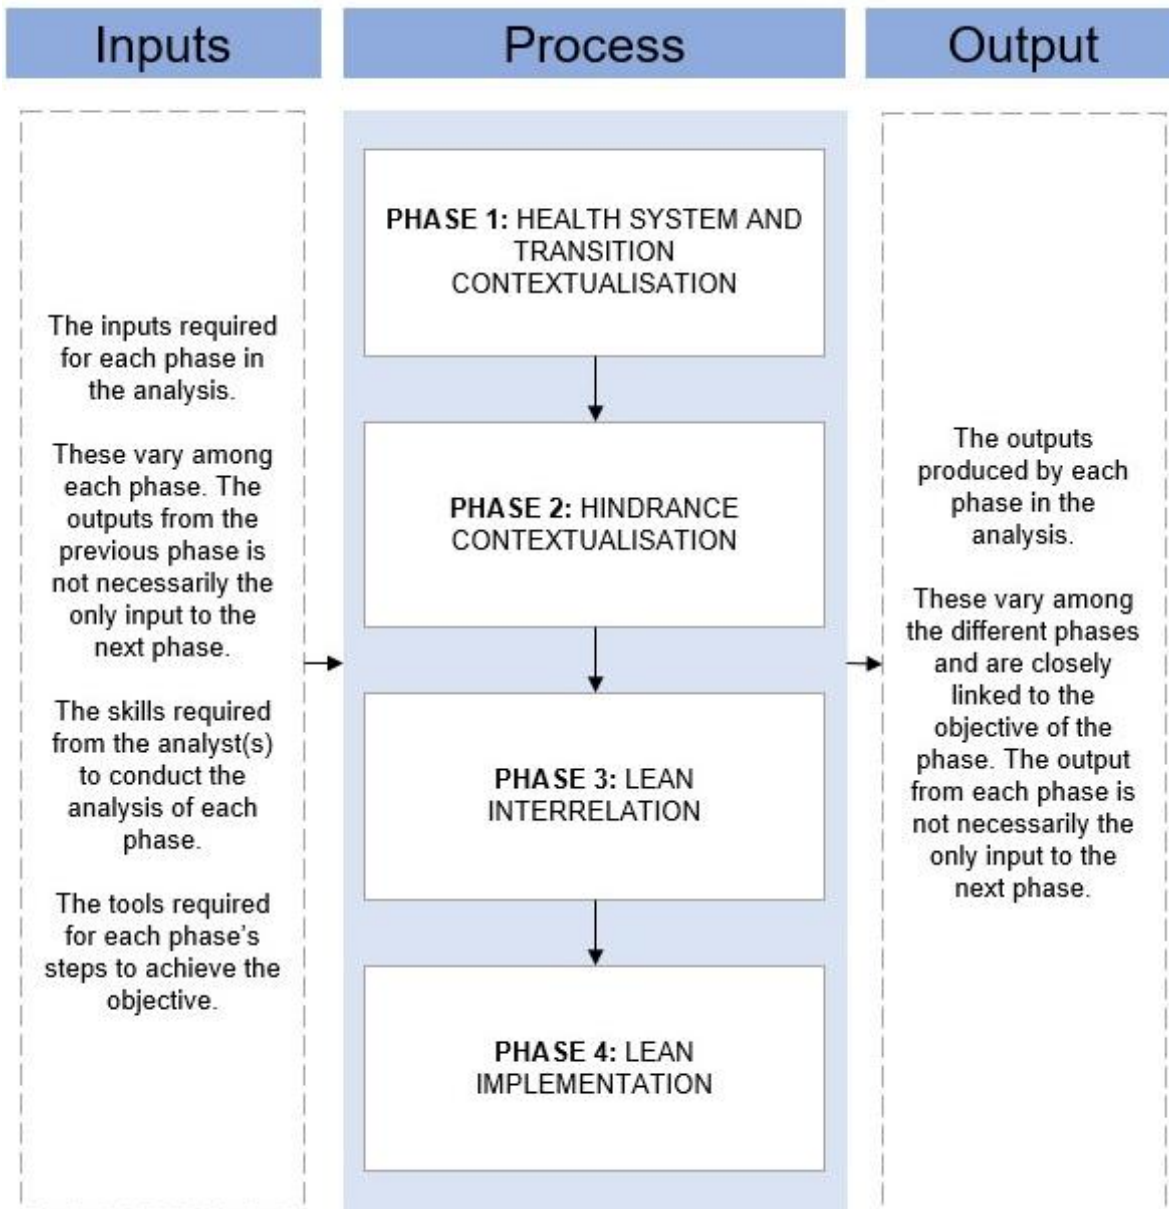 Inputs
Process
Output
The inputs required
for each phase in
the analysis.
These vary among
each phase. The
outputs from the
previous phase is
not necessarily the
only input to the
next phase.
The skills required
from the analyst(s)
to conduct the
analysis of each
phase.
The tools required
for each phase’s
steps to achieve the
objective.
PHASE 1: HEALTH SYSTEM AND
TRANSITION
CONTEXTUALISATION
PHASE 2: HINDRANCE
CONTEXTUALISATION
PHASE 3: LEAN
INTERRELATION
PHASE 4: LEAN
IMPLEMENTATION
The outputs
produced by each
phase in the
analysis.
These vary among
the different phases
and are closely
linked to the
objective of the
phase. The output
from each phase is
not necessarily the
only input to the
next phase.